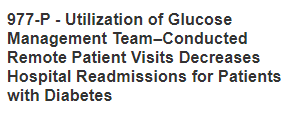 977-P - Utilization of Glucose
Management Team–Conducted
Remote Patient Visits Decreases
Hospital Readmissions for Patients
with Diabetes